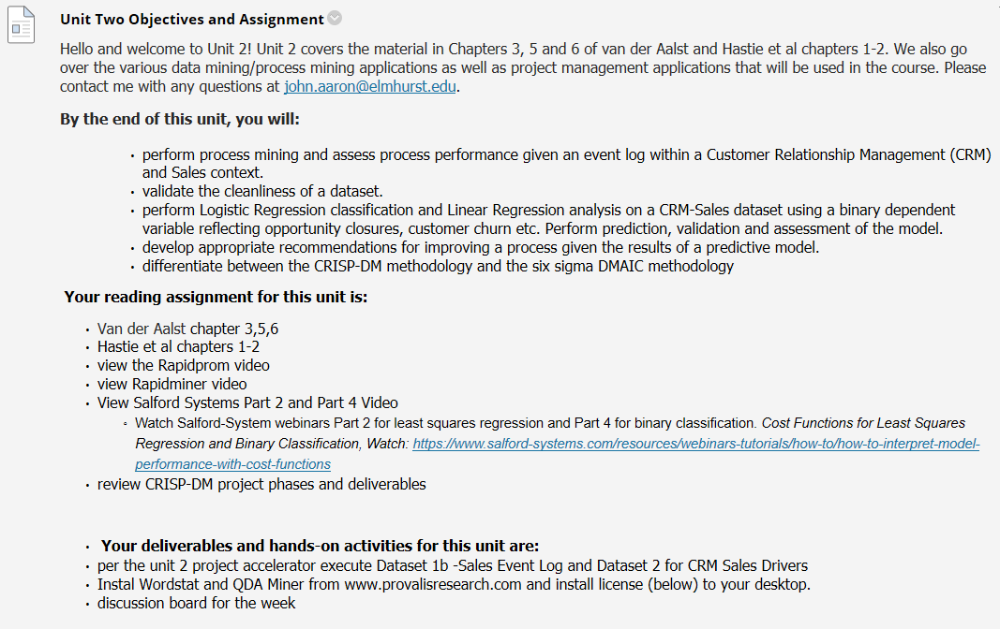 Unit Two Objectives and Assignment
Hello and welcome to Unit 2! Unit 2 covers the material in Chapters 3, 5 and 6 of van der Aalst and Hastie et al chapters 1-2. We also go
over the various data mining/process mining applications as well as project management applications that will be used in the course. Please
contact me with any questions at john.aaron@elmhurst.edu.
By the end of this unit, you will:
• perform process mining and assess process performance given an event log within a Customer Relationship Management (CRM)
and Sales context.
• validate the cleanliness of a dataset.
• perform Logistic Regression classification and Linear Regression analysis on a CRM-Sales dataset using a binary dependent
variable reflecting opportunity closures, customer churn etc. Perform prediction, validation and assessment of the model.
• develop appropriate recommendations for improving a process given the results of a predictive model.
• differentiate between the CRISP-DM methodology and the six sigma DMAIC methodology
Your reading assignment for this unit is:
• Van der Aalst chapter 3,5,6
• Hastie et al chapters 1-2
• view the Rapidprom video
• view Rapidminer video
• View Salford Systems Part 2 and Part 4 Video
◦ Watch Salford-System webinars Part 2 for least squares regression and Part 4 for binary classification. Cost Functions for Least Squares
Regression and Binary Classification, Watch: https://www.salford-systems.com/resources/webinars-tutorials/how-to/how-to-interpret-model-
performance-with-cost-functions
• review CRISP-DM project phases and deliverables
• Your deliverables and hands-on activities for this unit are:
• per the unit 2 project accelerator execute Dataset 1b -Sales Event Log and Dataset 2 for CRM Sales Drivers
• Instal Wordstat and QDA Miner from www.provalisresearch.com and install license (below) to your desktop.
• discussion board for the week